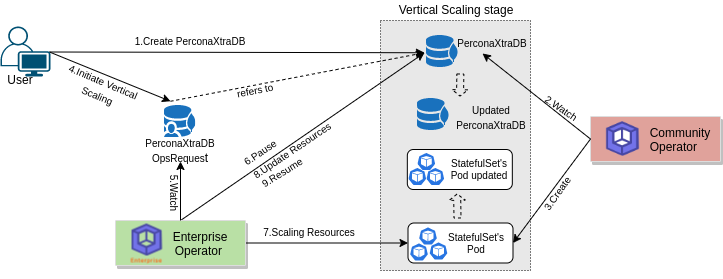 Vertical Scaling stage
1.Create PerconaXtraDB
PerconaXtraDB
User
4.Initiate Vertical
Scaling
refers to
2.Watch
Updated
PerconaXtraDB
PerconaXtraDB
OpsRequest
Community
Operator
6.Pause
8.Update Resources
9.Resume
StatefulSet's
Pod updated
5.Watch
3.Create
Enterprise
Operator
Enterprise
7.Scaling Resources
StatefulSet's
Pod